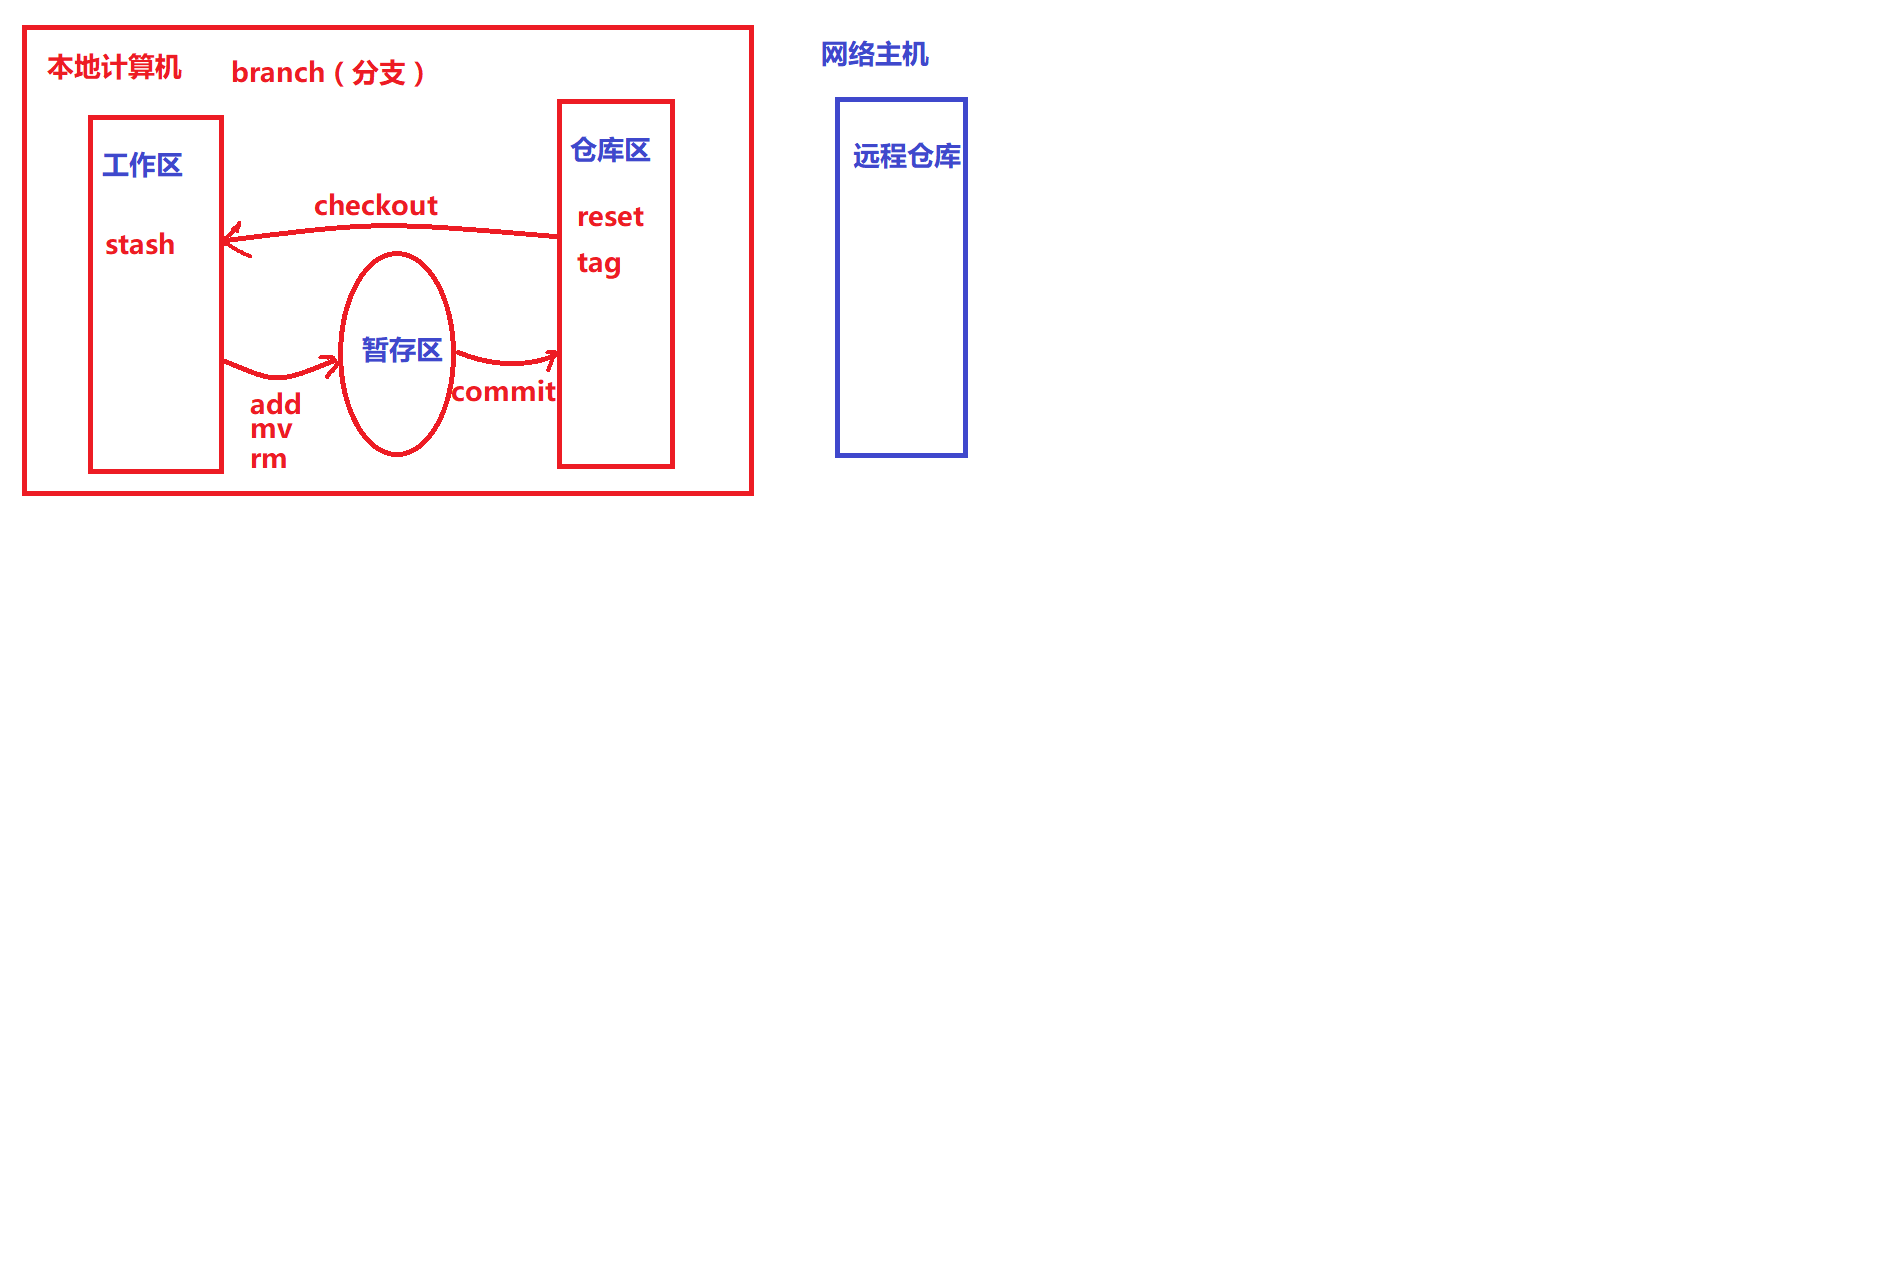 本地计算机
branch（分支）
网络主机
工作区
仓库区
远程仓库
checkout
reset
stash
tag
暂存区
commit
add
mv
rm